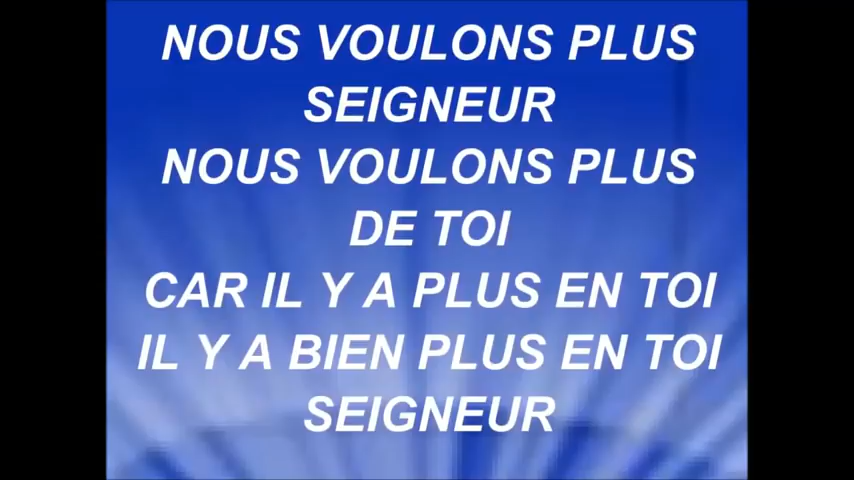 NOUS VOULONS PLUS
SEIGNEUR
NOUS VOULONS PLUS
DE TOI
CAR IL Y A PLUS EN TOI
IL Y A BIEN PLUS EN TOI
SEIGNEUR